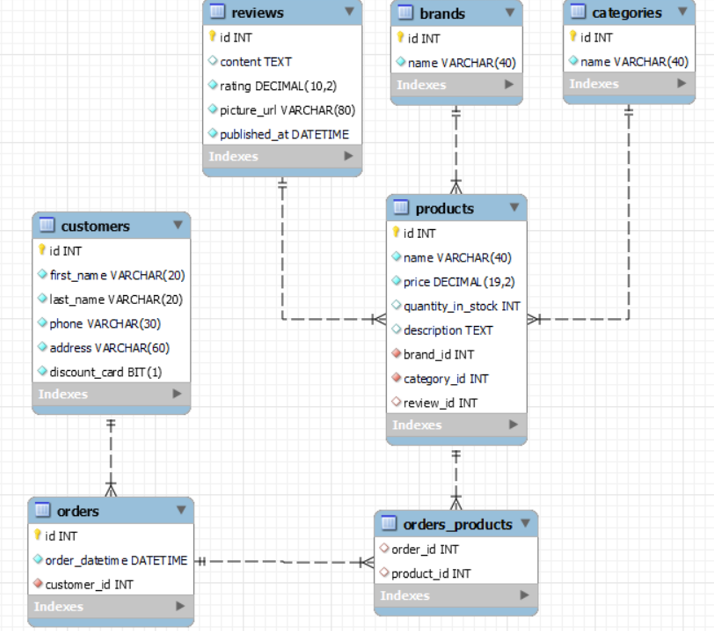 reviews
id INT
content TEXT
rating DECIMAL(10,2)
picture_url VARCHAR(80)
published_at DATETIME
Indexes
brands
id INT
name VARCHAR(40)
Indexes
categories
id INT
name VARCHAR(40)
Indexes
customers
id INT
first_name VARCHAR(20)
last_name VARCHAR(20)
phone VARCHAR(30)
address VARCHAR(60)
discount_card BIT(1)
Indexes
products
id INT
name VARCHAR(40)
price DECIMAL(19,2)
quantity_in_stock INT
description TEXT
brand_id INT
category_id INT
review_id INT
Indexes
orders
id INT
order_datetime DATETIME
customer_id INT
Indexes
orders_products
order_id INT
product_id INT
Indexes